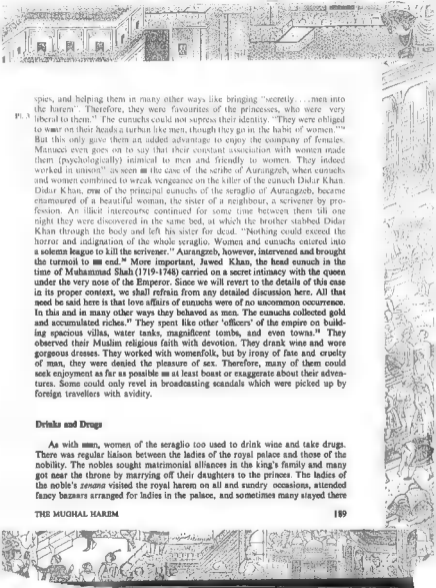 spies, and helping them in many other ways like bringing "secretly....men into
the harem". Therefore, they were favourites of the princesses, who were very
liberal to them." The eunuchs could not supress their identity. "They were obliged
to wear on their heads a turban like men, though they go in the habit of women."
But this only gave them an added advantage to enjoy the company of females.
Manucci even goes on to say that their constant association with women made
them (psychologically) inimical to men and friendly to women. They indeed
worked in unison" as seen in the case of the scribe of Aurangzeb, when eunuchs
and women combined to wreak vengeance on the killer of the eunuch Didar Khan.
Didar Khan, one of the principal eunuchs of the seraglio of Aurangzeb, became
enamoured of a beautiful woman, the sister of a neighbour, a scrivener by pro-
fession. An illicit intercourse continued for some time between them till one
night they were discovered in the same bed, at which the brother stabbed Didar
Khan through the body and left his sister for dead. "Nothing could exceed the
horror and indignation of the whole seraglio. Women and eunuchs entered into
a solemn league to kill the scrivener." Aurangzeb, however, intervened and brought
the turmoil to an end. More important, Jawed Khan, the head eunuch in the
time of Muhammad Shah (1719-1748) carried on a secret intimacy with the queen
under the very nose of the Emperor. Since we will revert to the details of this case
in its proper context, we shall refrain from any detailed discussion here. All that
need be said here is that love affairs of eunuchs were of no uncommon occurrence.
In this and in many other ways they behaved as men. The eunuchs collected gold
and accumulated riches. They spent like other 'officers' of the empire on build-
ing spacious villas, water tanks, magnificent tombs, and even towns. They
observed their Muslim religious faith with devotion. They drank wine and wore
gorgeous dresses. They worked with womenfolk, but by irony of fate and cruelty
of man, they were denied the pleasure of sex. Therefore, many of them could
seek enjoyment as far as possible or at least boast or exaggerate about their adven-
tures. Some could only revel in broadcasting scandals which were picked up by
foreign travellers with avidity.
Drinks and Drugs
As with men, women of the seraglio too used to drink wine and take drugs.
There was regular liaison between the ladies of the royal palace and those of the
nobility. The nobles sought matrimonial alliances in the king's family and many
got near the throne by marrying off their daughters to the princes. The ladies of
the noble's zenana visited the royal harem on all and sundry occasions, attended
fancy bazaars arranged for ladies in the palace, and sometimes many stayed there
THE MUGHAL HAREM 189